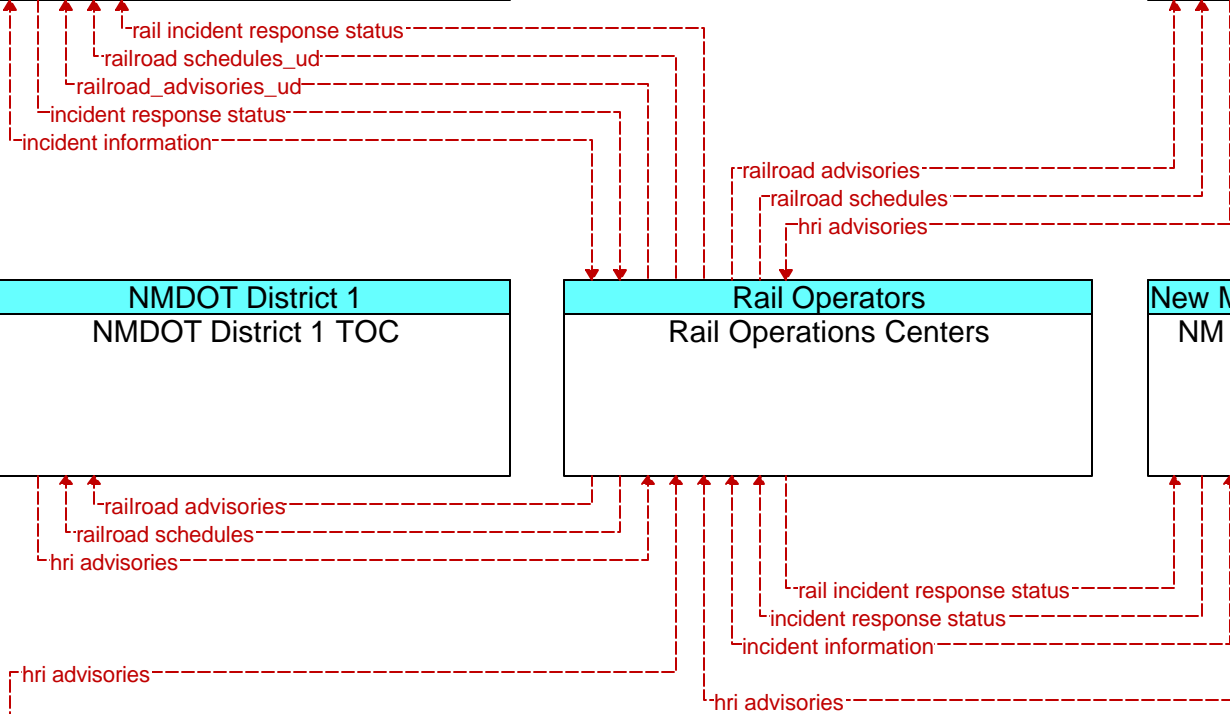 rail incident response status
railroad schedules_ud
railroad_advisories_ud
incident response status
incident information
railroad advisories
railroad schedules
hri advisories
NMDOT District 1
NMDOT District 1 TOC
Rail Operators
Rail Operations Centers
New M
NM
railroad advisories
railroad schedules
hri advisories
rail incident response status
incident response status
incident information
hri advisories
hri advisories